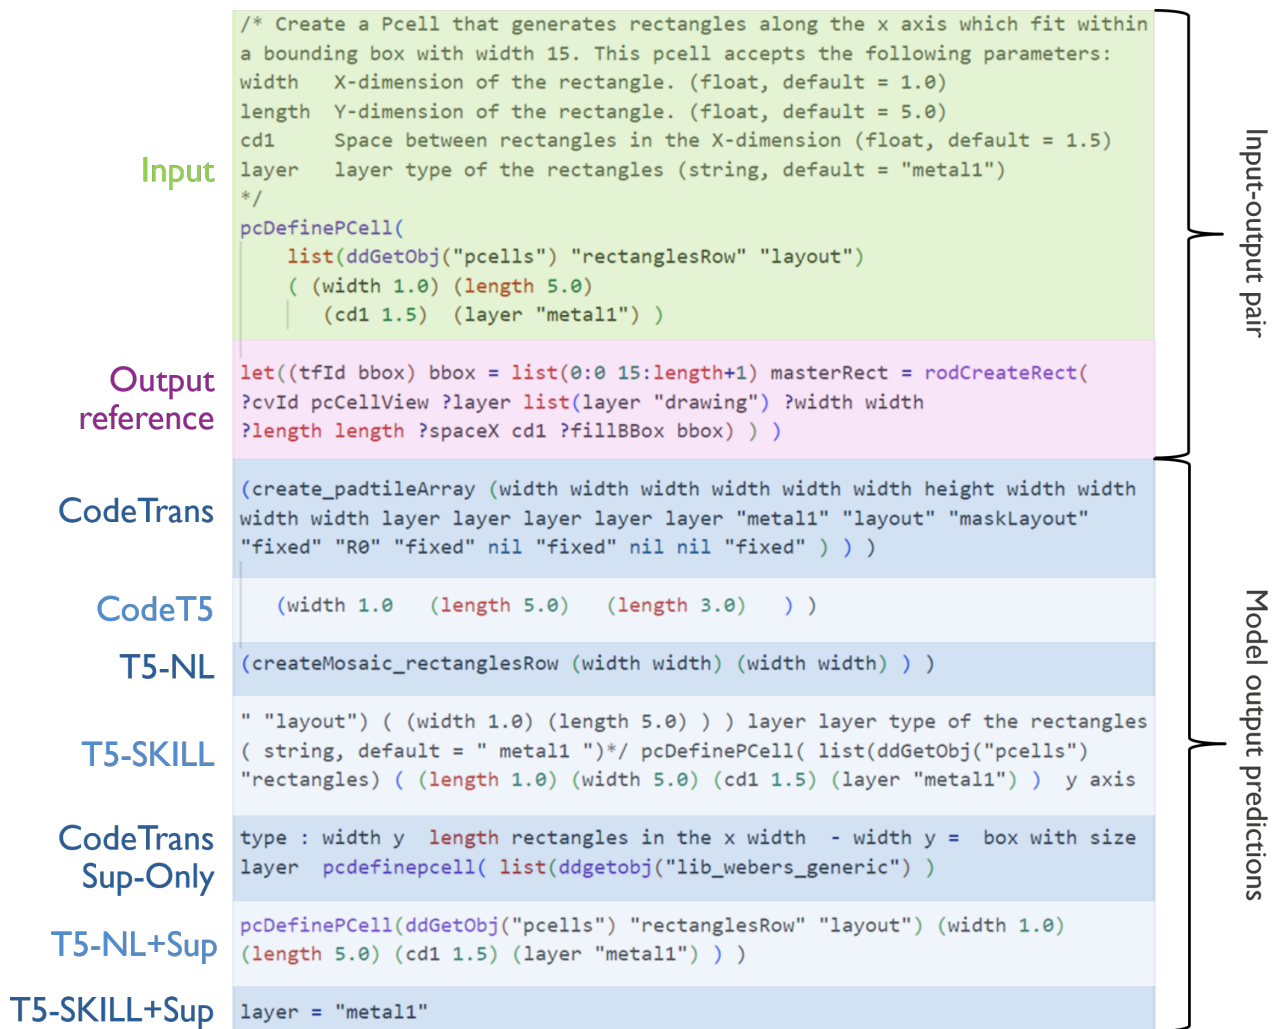 Input
/* Create a Pcell that generates rectangles along the x axis which fit within
a bounding box with width 15. This pcell accepts the following parameters:
width   X-dimension of the rectangle. (float, default = 1.0)
length  Y-dimension of the rectangle. (float, default = 5.0)
cd1     Space between rectangles in the X-dimension (float, default = 1.5)
layer   layer type of the rectangles (string, default = "metal1")
*/
pcDefinePCell(
    list(ddGetObj("pcells") "rectanglesRow" "layout")
    ( (width 1.0) (length 5.0)
       (cd1 1.5)  (layer "metal1") )
Output
reference
let((tfId bbox) bbox = list(0:0 15:length+1) masterRect = rodCreateRect(
?cvId pcCellView ?layer list(layer "drawing") ?width width
?length length ?spaceX cd1 ?fillBBox bbox) ) )
Input-output pair
CodeTrans
(create_padtileArray (width width width width width width height width width
width width layer layer layer layer layer "metal1" "layout" "maskLayout"
"fixed" "R0" "fixed" nil "fixed" nil nil "fixed" ) ) )
CodeT5
(width 1.0   (length 5.0)   (length 3.0)   ) )
T5-NL
(createMosaic_rectanglesRow (width width) (width width) ) )
T5-SKILL
" "layout") ( (width 1.0) (length 5.0) ) ) layer layer type of the rectangles
( string, default = " metal1 ")*/ pcDefinePCell( list(ddGetObj("pcells")
"rectangles) ( (length 1.0) (width 5.0) (cd1 1.5) (layer "metal1") )  y axis
CodeTrans
Sup-Only
type : width y  length rectangles in the x width  - width y =  box with size
layer  pcdefinepcell( list(ddgetobj("lib_webers_generic") )
T5-NL+Sup
pcDefinePCell(ddGetObj("pcells") "rectanglesRow" "layout") (width 1.0)
(length 5.0) (cd1 1.5) (layer "metal1") ) )
T5-SKILL+Sup
layer = "metal1"
Model output predictions